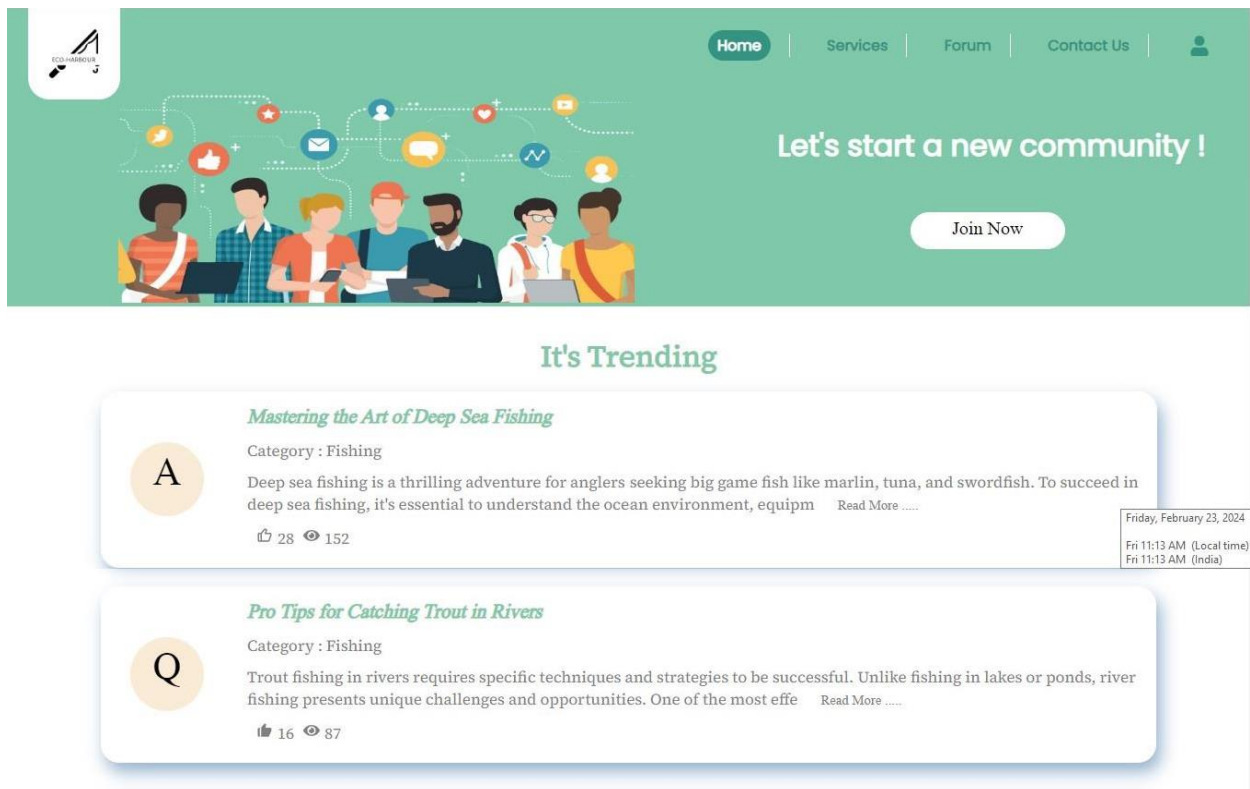 ECO-HARBOUR
Home
Services
Forum
Contact Us
Let's start a new community !
Join Now
It's Trending
Mastering the Art of Deep Sea Fishing
A
Category : Fishing
Deep sea fishing is a thrilling adventure for anglers seeking big game fish like marlin, tuna, and swordfish. To succeed in
deep sea fishing, it's essential to understand the ocean environment, equipm Read More .....
28 152
Friday, February 23, 2024
Fri 11:13 AM (Local time)
Fri 11:13 AM (India)
Pro Tips for Catching Trout in Rivers
Q
Category : Fishing
Trout fishing in rivers requires specific techniques and strategies to be successful. Unlike fishing in lakes or ponds, river
fishing presents unique challenges and opportunities. One of the most effe Read More .....
16 87